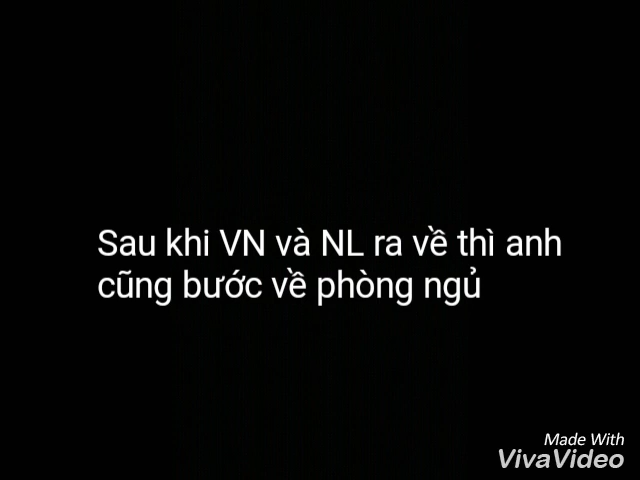 Sau khi VN và NL ra về thì anh
cũng bước về phòng ngủ
Made With
VivaVideo